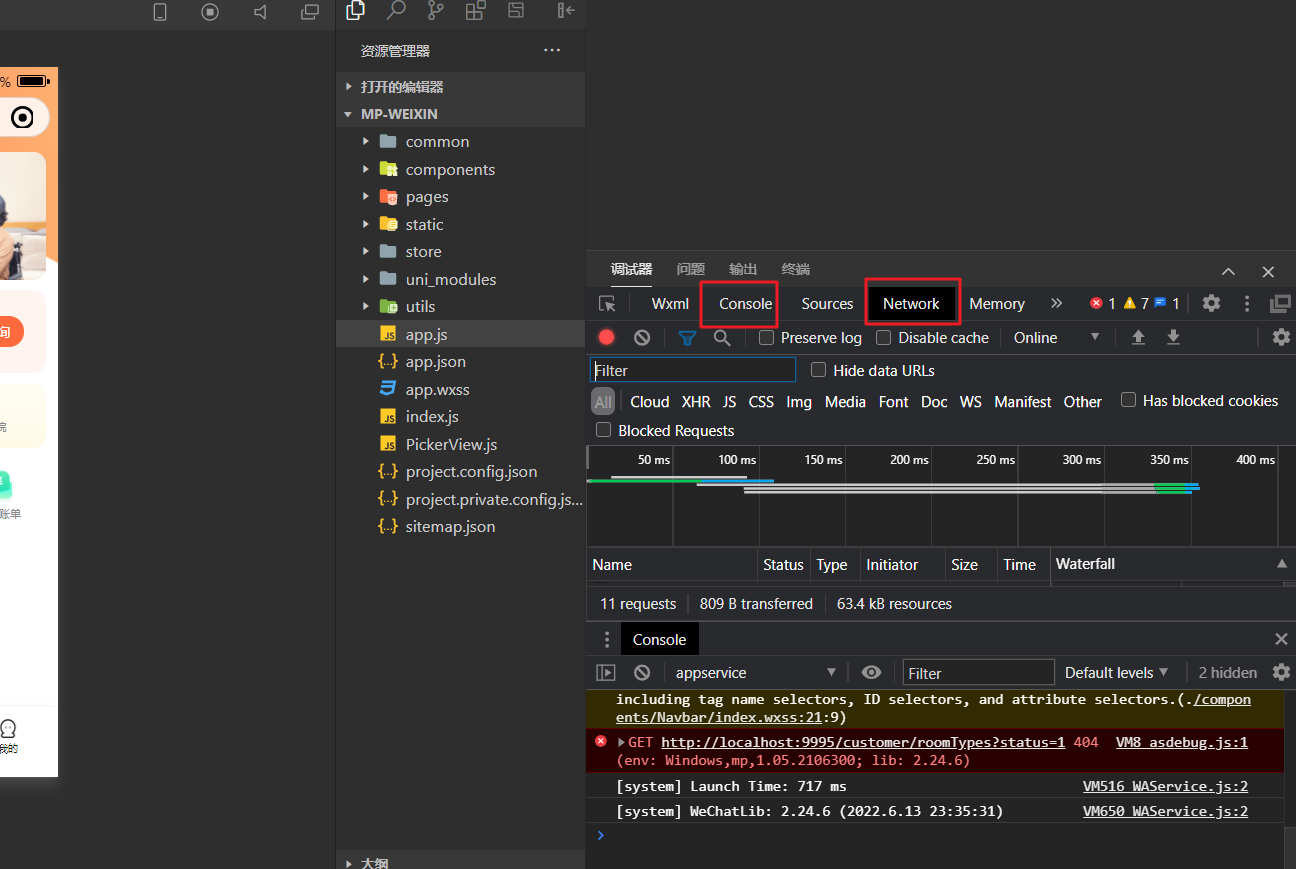 %
询
院
账单
我的
资源管理器
打开的编辑器
MP-WEIXIN
common
components
pages
static
store
uni_modules
utils
app.js
app.json
app.wxss
index.js
PickerView.js
project.config.json
project.private.config.js...
sitemap.json
大纲
调试器 问题 输出 终端
Wxml Console Sources Network Memory 1 7 1
Preserve log Disable cache Online
Filter Hide data URLs
All Cloud XHR JS CSS Img Media Font Doc WS Manifest Other Has blocked cookies
Blocked Requests
50 ms 100 ms 150 ms 200 ms 250 ms 300 ms 350 ms 400 ms
Name Status Type Initiator Size Time Waterfall
11 requests 809 B transferred 63.4 kB resources
Console
appservice Filter Default levels 2 hidden
including tag name selectors, ID selectors, and attribute selectors.(./compon
ents/Navbar/index.wxss:21:9)
GET http://localhost:9995/customer/roomTypes?status=1 404 VM8 asdebug.js:1
(env: Windows,mp,1.05.2106300; lib: 2.24.6)
[system] Launch Time: 717 ms VM516 WAService.js:2
[system] WeChatLib: 2.24.6 (2022.6.13 23:35:31) VM650 WAService.js:2